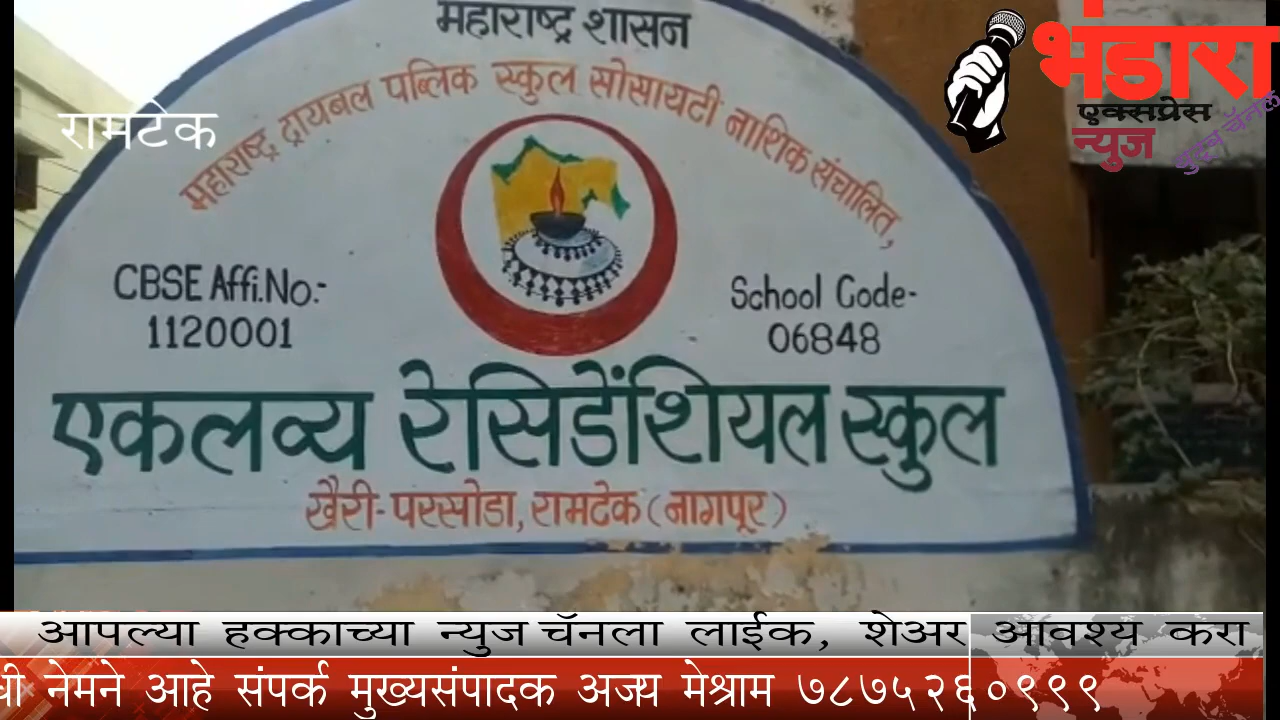 महाराष्ट्र शासन
महाराष्ट्र ट्रायबल पब्लिक स्कुल सोसायटी नाशिक संचालित,
रामटेक
भंडारा
एक्सप्रेस
न्युज
युट्युब चॅनल
CBSE Affi.No:-
1120001
School Code-
06848
एकलव्य रेसिडेंशियल स्कुल
खैरी-परसोडा, रामटेक (नागपूर)
आपल्या हक्काच्या न्युज चॅनला लाईक, शेअर आवश्य करा
नेमने आहे संपर्क मुख्यसंपादक अजय मेश्राम ७८७५२६०९९९